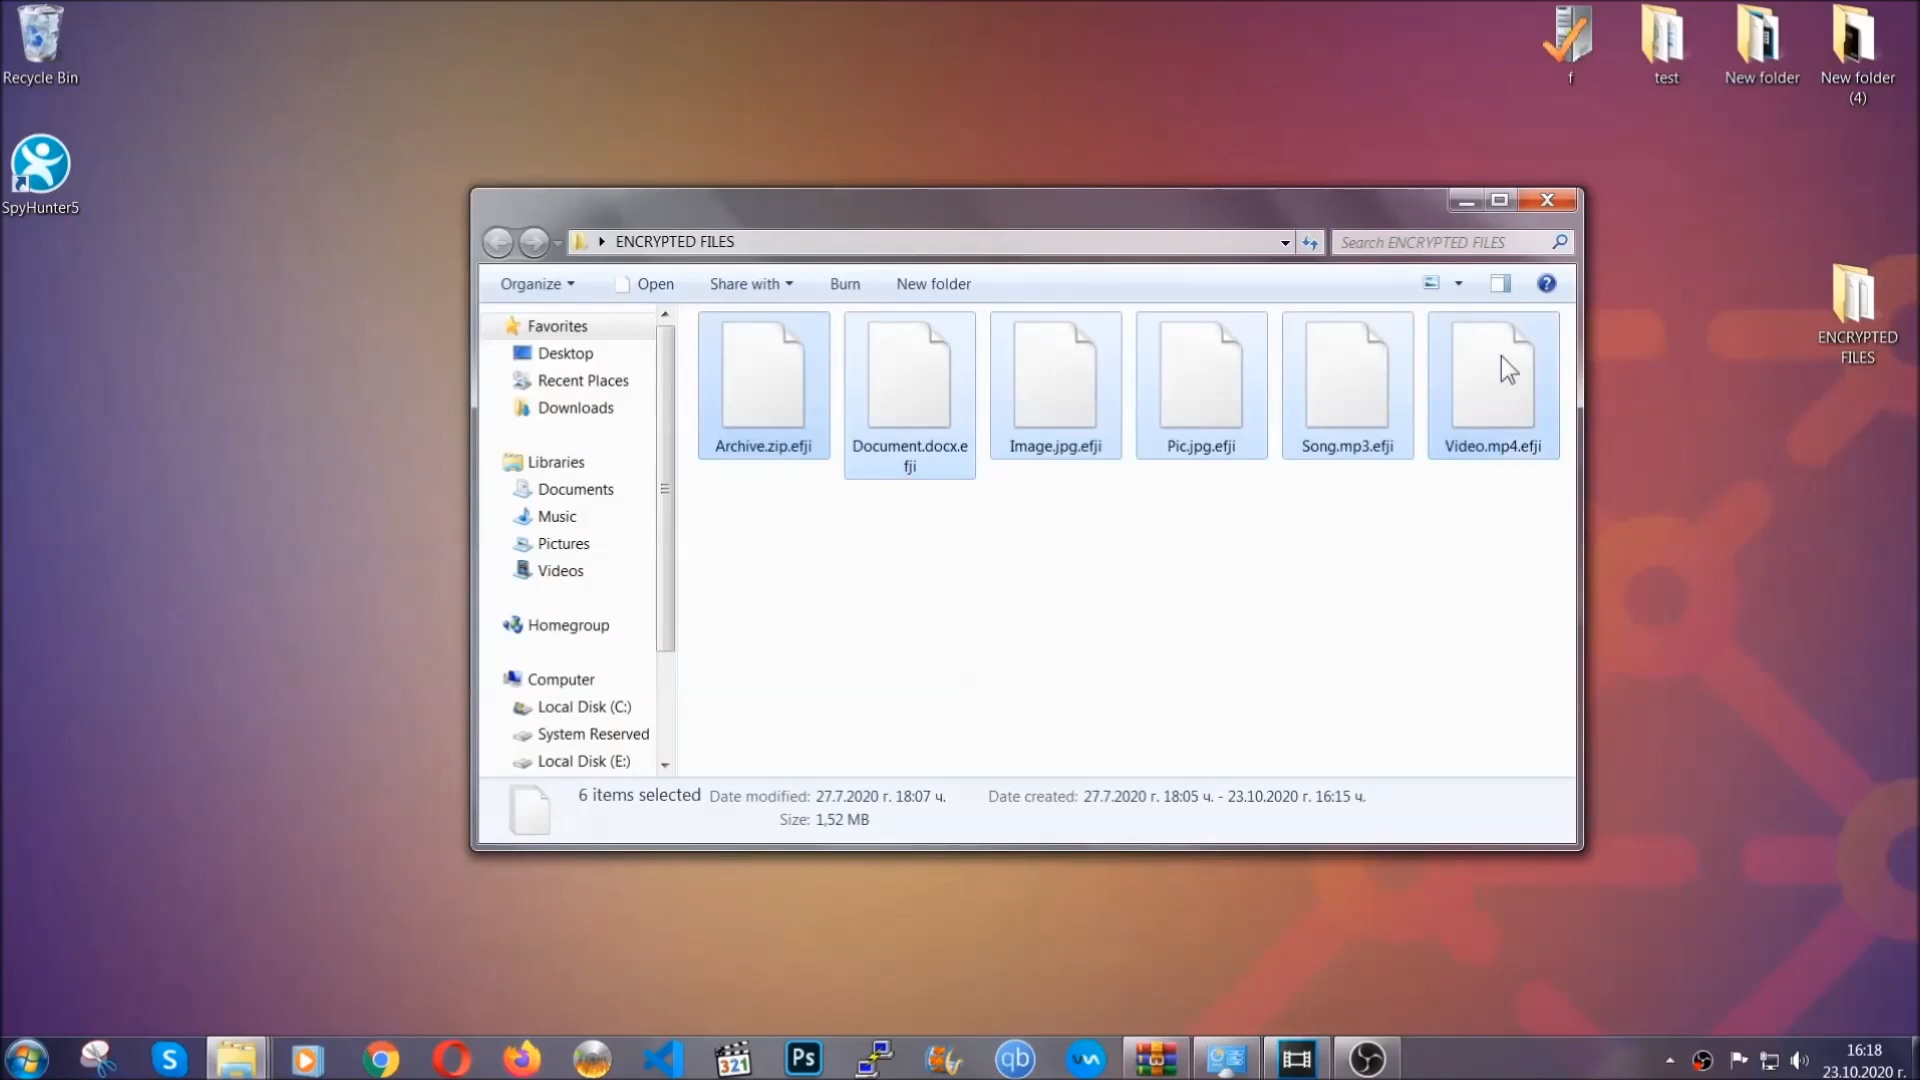 Recycle Bin
SpyHunter5
f
test
New folder
New folder
(4)
ENCRYPTED
FILES
ENCRYPTED FILES
Search ENCRYPTED FILES
Organize
Open
Share with
Burn
New folder
Favorites
Desktop
Recent Places
Downloads
Libraries
Documents
Music
Pictures
Videos
Homegroup
Computer
Local Disk (C:)
System Reserved
Local Disk (E:)
Archive.zip.efji
Document.docx.e
fji
Image.jpg.efji
Pic.jpg.efji
Song.mp3.efji
Video.mp4.efji
6 items selected Date modified: 27.7.2020 г. 18:07 ч. Date created: 27.7.2020 г. 18:05 ч. - 23.10.2020 г. 16:15 ч.
Size: 1,52 MB
S
321
Ps
qb
16:18
23.10.2020 г.